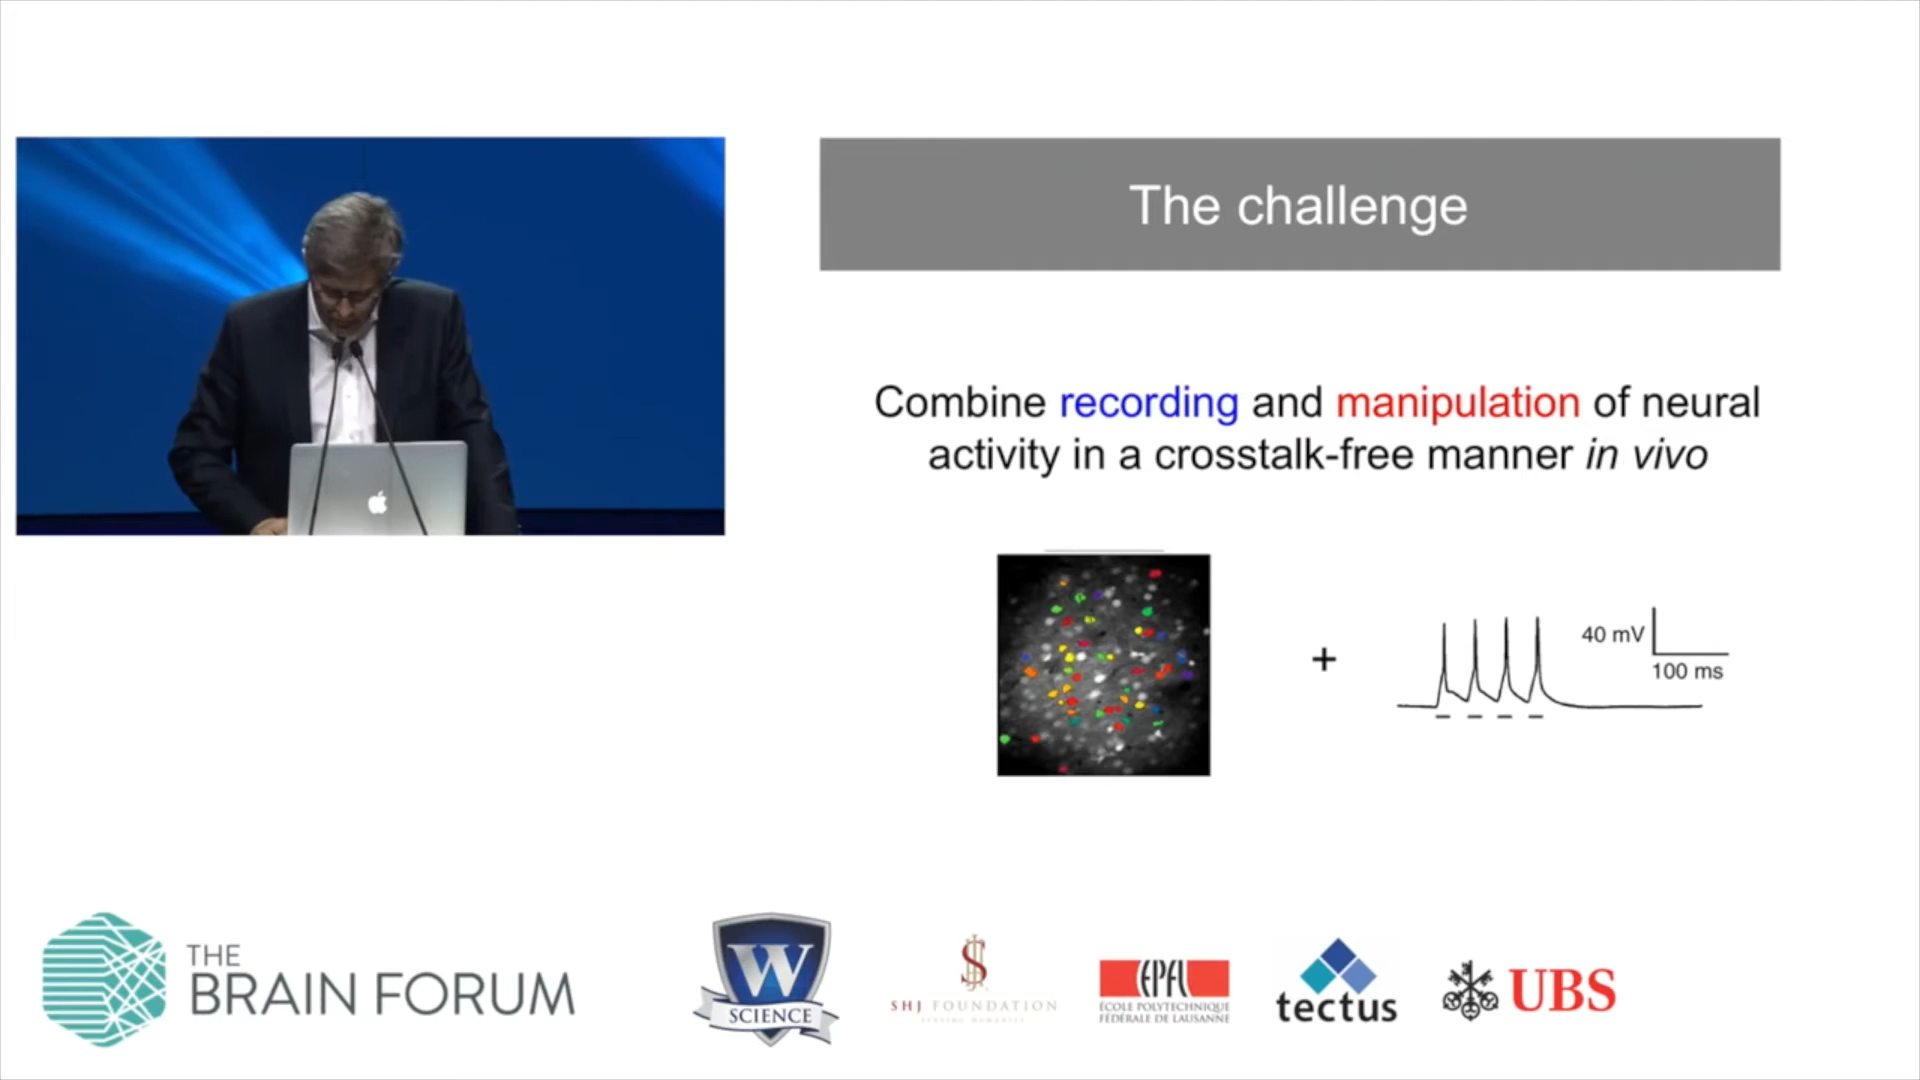 The challenge
Combine recording and manipulation of neural
activity in a crosstalk-free manner in vivo
+
40 mV
100 ms
THE
BRAIN FORUM
W
SCIENCE
SHJ FOUNDATION
EPFL
ÉCOLE POLYTECHNIQUE
FÉDÉRALE DE LAUSANNE
tectus
UBS